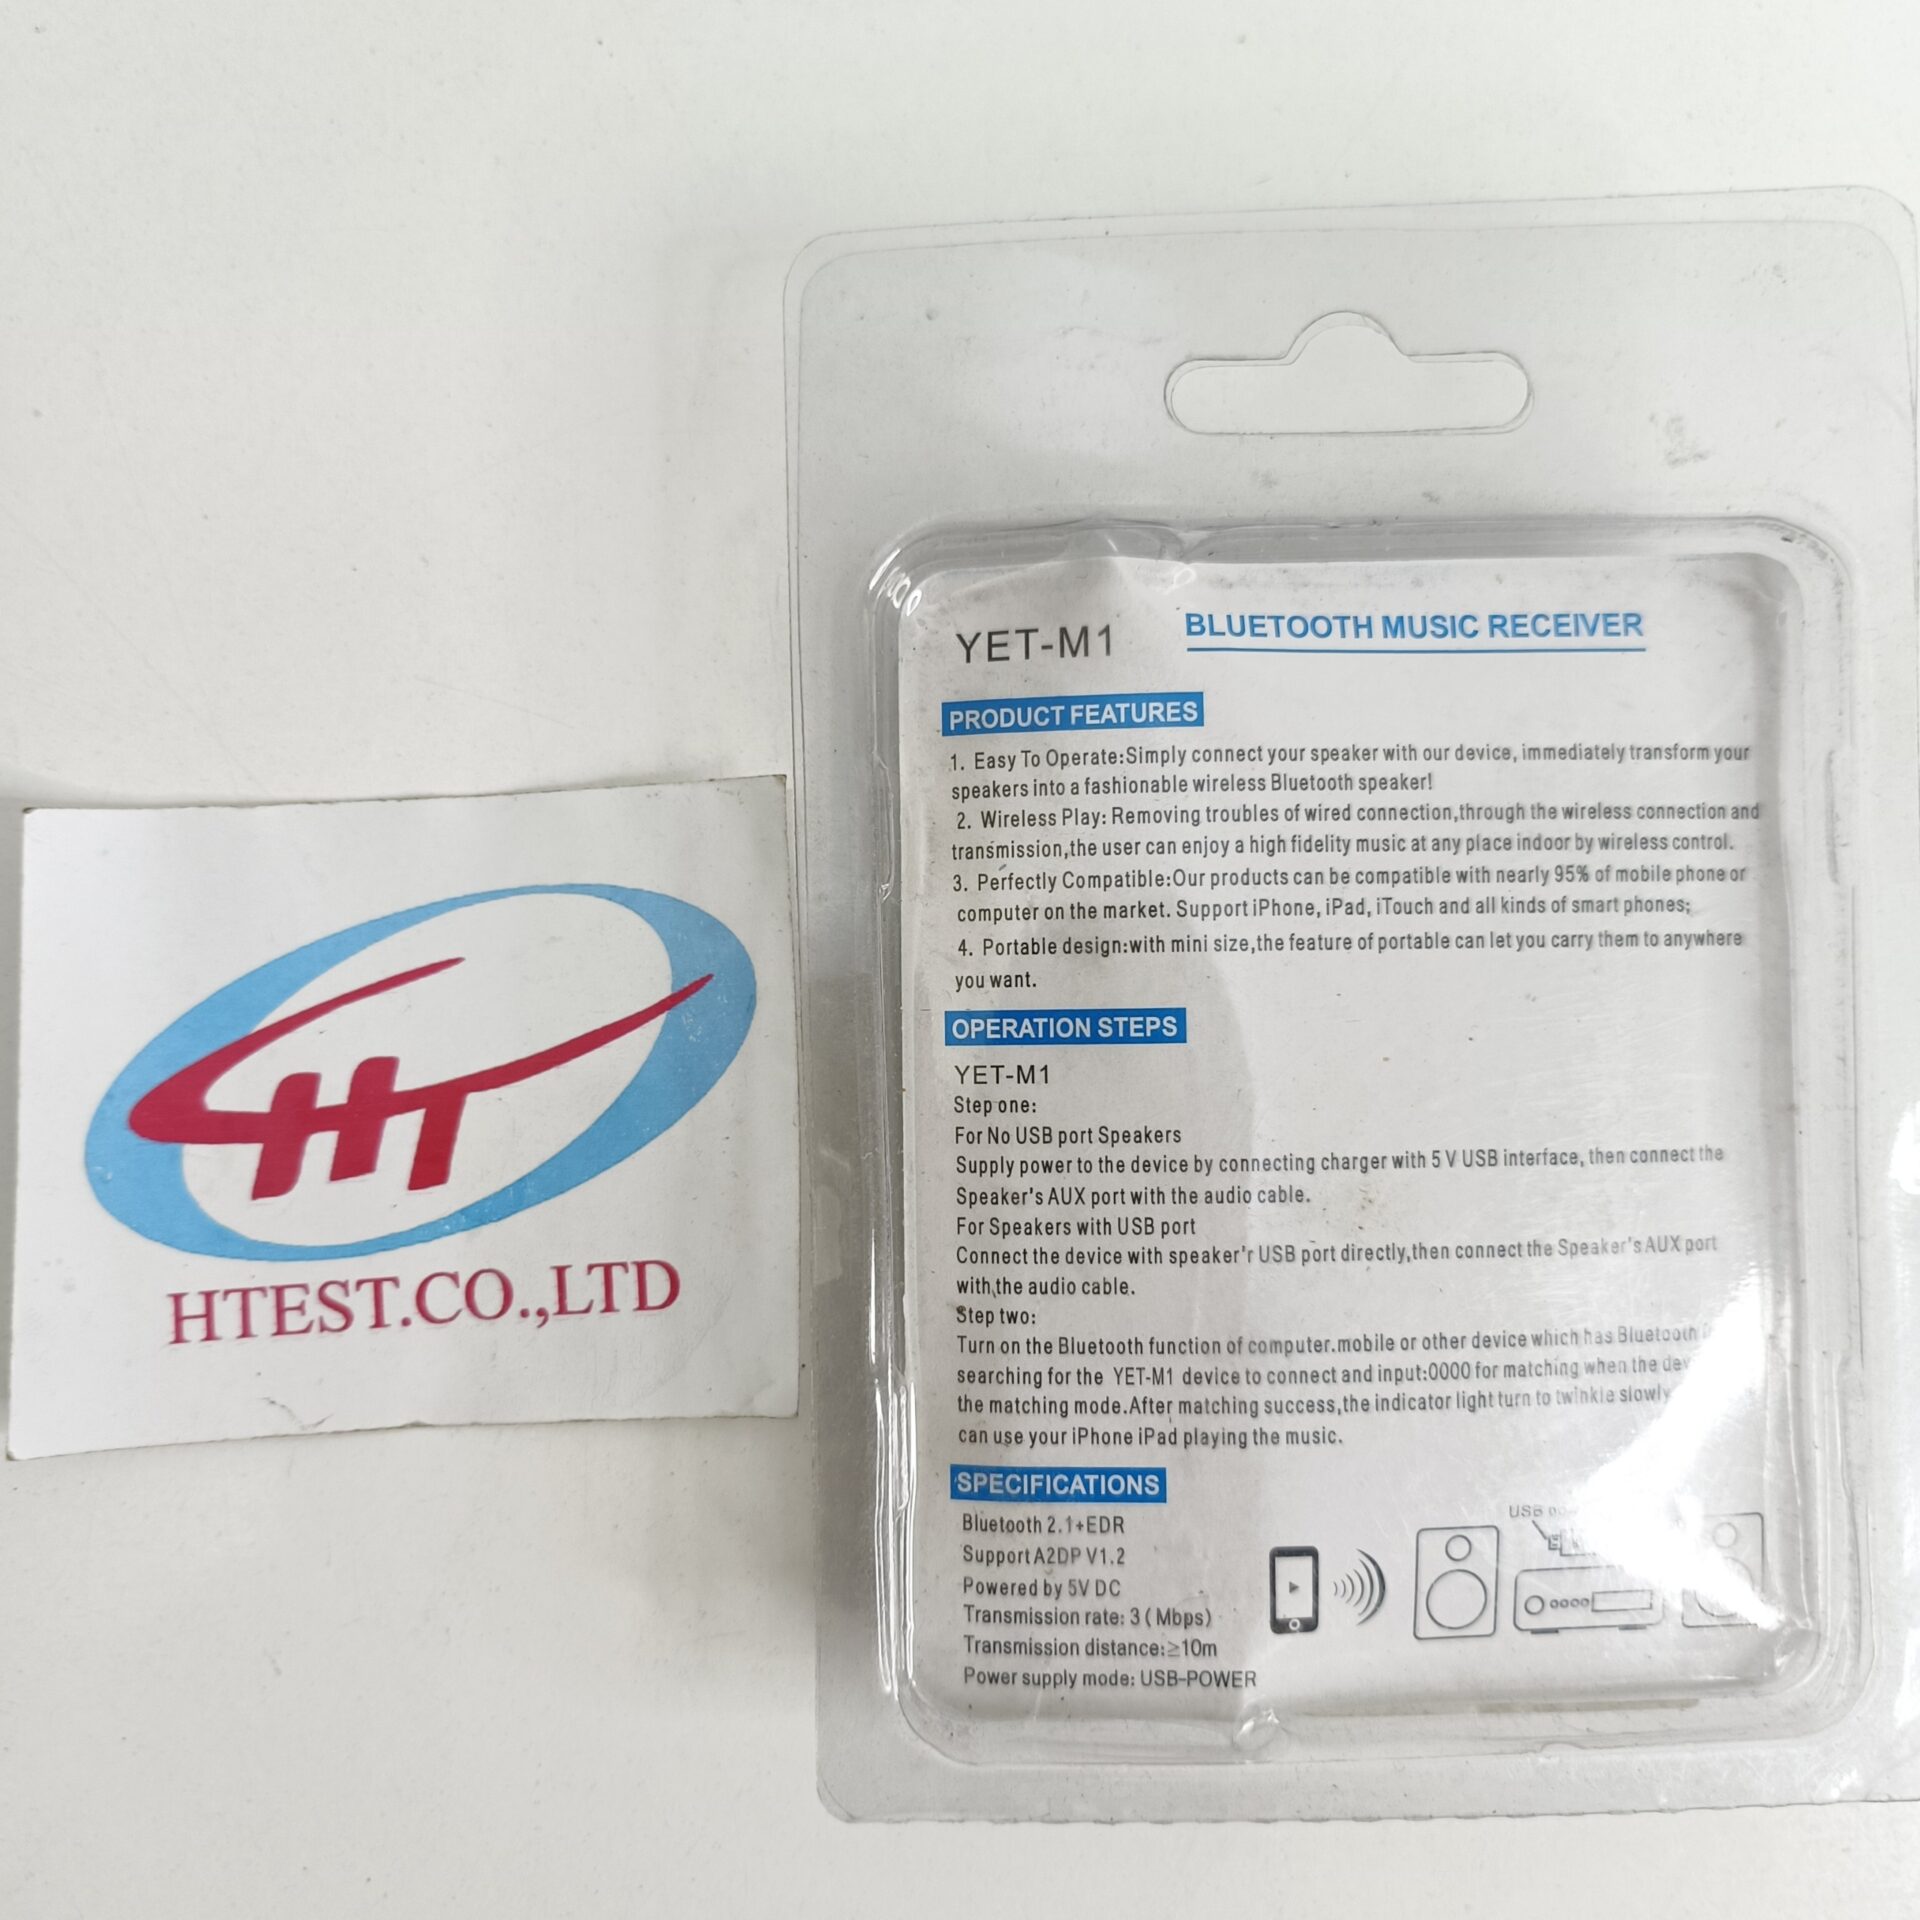 YET-M1
BLUETOOTH MUSIC RECEIVER
PRODUCT FEATURES
1. Easy To Operate:Simply connect your speaker with our device, immediately transform your
speakers into a fashionable wireless Bluetooth speaker!
2. Wireless Play: Removing troubles of wired connection,through the wireless connection and
transmission,the user can enjoy a high fidelity music at any place indoor by wireless control.
3. Perfectly Compatible:Our products can be compatible with nearly 95% of mobile phone or
computer on the market. Support iPhone, iPad, iTouch and all kinds of smart phones;
4. Portable design:with mini size,the feature of portable can let you carry them to anywhere
you want.
OPERATION STEPS
YET-M1
Step one:
For No USB port Speakers
Supply power to the device by connecting charger with 5 V USB interface, then connect the
Speaker's AUX port with the audio cable.
For Speakers with USB port
Connect the device with speaker'r USB port directly,then connect the Speaker's AUX port
with the audio cable.
Step two:
Turn on the Bluetooth function of computer.mobile or other device which has Bluetooth
searching for the YET-M1 device to connect and input:0000 for matching when the
the matching mode.After matching success,the indicator light turn to twinkle slowly
can use your iPhone iPad playing the music.
SPECIFICATIONS
Bluetooth 2.1+EDR
Support A2DP V1.2
Powered by 5V DC
Transmission rate: 3 ( Mbps)
Transmission distance:≥10m
Power supply mode: USB-POWER
USB
HT
HTEST.CO.,LTD